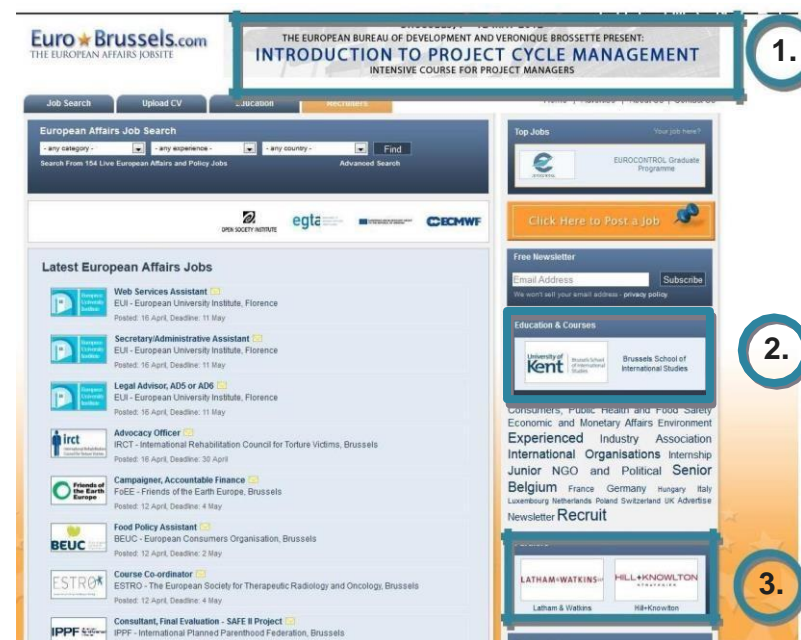 THE EUROPEAN BUREAU OF DEVELOPMENT AND VERONIQUE BROSSETTE PRESENT:
INTRODUCTION TO PROJECT CYCLE MANAGEMENT
INTENSIVE COURSE FOR PROJECT MANAGERS
1.
Euro Brussels.com
THE EUROPEAN AFFAIRS JOBSITE
Job Search Upload CV Education Recruiters
European Affairs Job Search
- any category - - any experience - - any country - Find
Search From 154 Live European Affairs and Policy Jobs Advanced Search
OPEN SOCIETY INSTITUTE egta ECMWF
Latest European Affairs Jobs
Web Services Assistant
EUI - European University Institute, Florence
Posted: 16 April, Deadline: 11 May
Secretary/Administrative Assistant
EUI - European University Institute, Florence
Posted: 16 April, Deadline: 11 May
Legal Advisor, AD5 or AD6
EUI - European University Institute, Florence
Posted: 16 April, Deadline: 11 May
irct
Advocacy Officer
IRCT - International Rehabilitation Council for Torture Victims, Brussels
Posted: 16 April, Deadline: 30 April
Friends of
the Earth
Europe
Campaigner, Accountable Finance
FoEE - Friends of the Earth Europe, Brussels
Posted: 12 April, Deadline: 4 May
BEUC
Food Policy Assistant
BEUC - European Consumers Organisation, Brussels
Posted: 12 April, Deadline: 2 May
ESTRO
Course Co-ordinator
ESTRO - The European Society for Therapeutic Radiology and Oncology, Brussels
Posted: 12 April, Deadline: 4 May
IPPF
Consultant, Final Evaluation - SAFE II Project
IPPF - International Planned Parenthood Federation, Brussels
Top Jobs Your job here?
EUROCONTROL Graduate
Programme
Click Here to Post a Job
Free Newsletter
Email Address Subscribe
We won't sell your email address - privacy policy
Education & Courses
University of
Kent
Brussels School
of International
Studies
Brussels School of
International Studies
2.
Consumers, Public Health and Food Safety
Economic and Monetary Affairs Environment
Experienced Industry Association
International Organisations Internship
Junior NGO and Political Senior
Belgium France Germany Hungary Italy
Luxembourg Netherlands Poland Switzerland UK Advertise
Newsletter Recruit
LATHAM & WATKINS HILL+KNOWLTON
STRATEGIES
Latham & Watkins Hill+Knowlton
3.